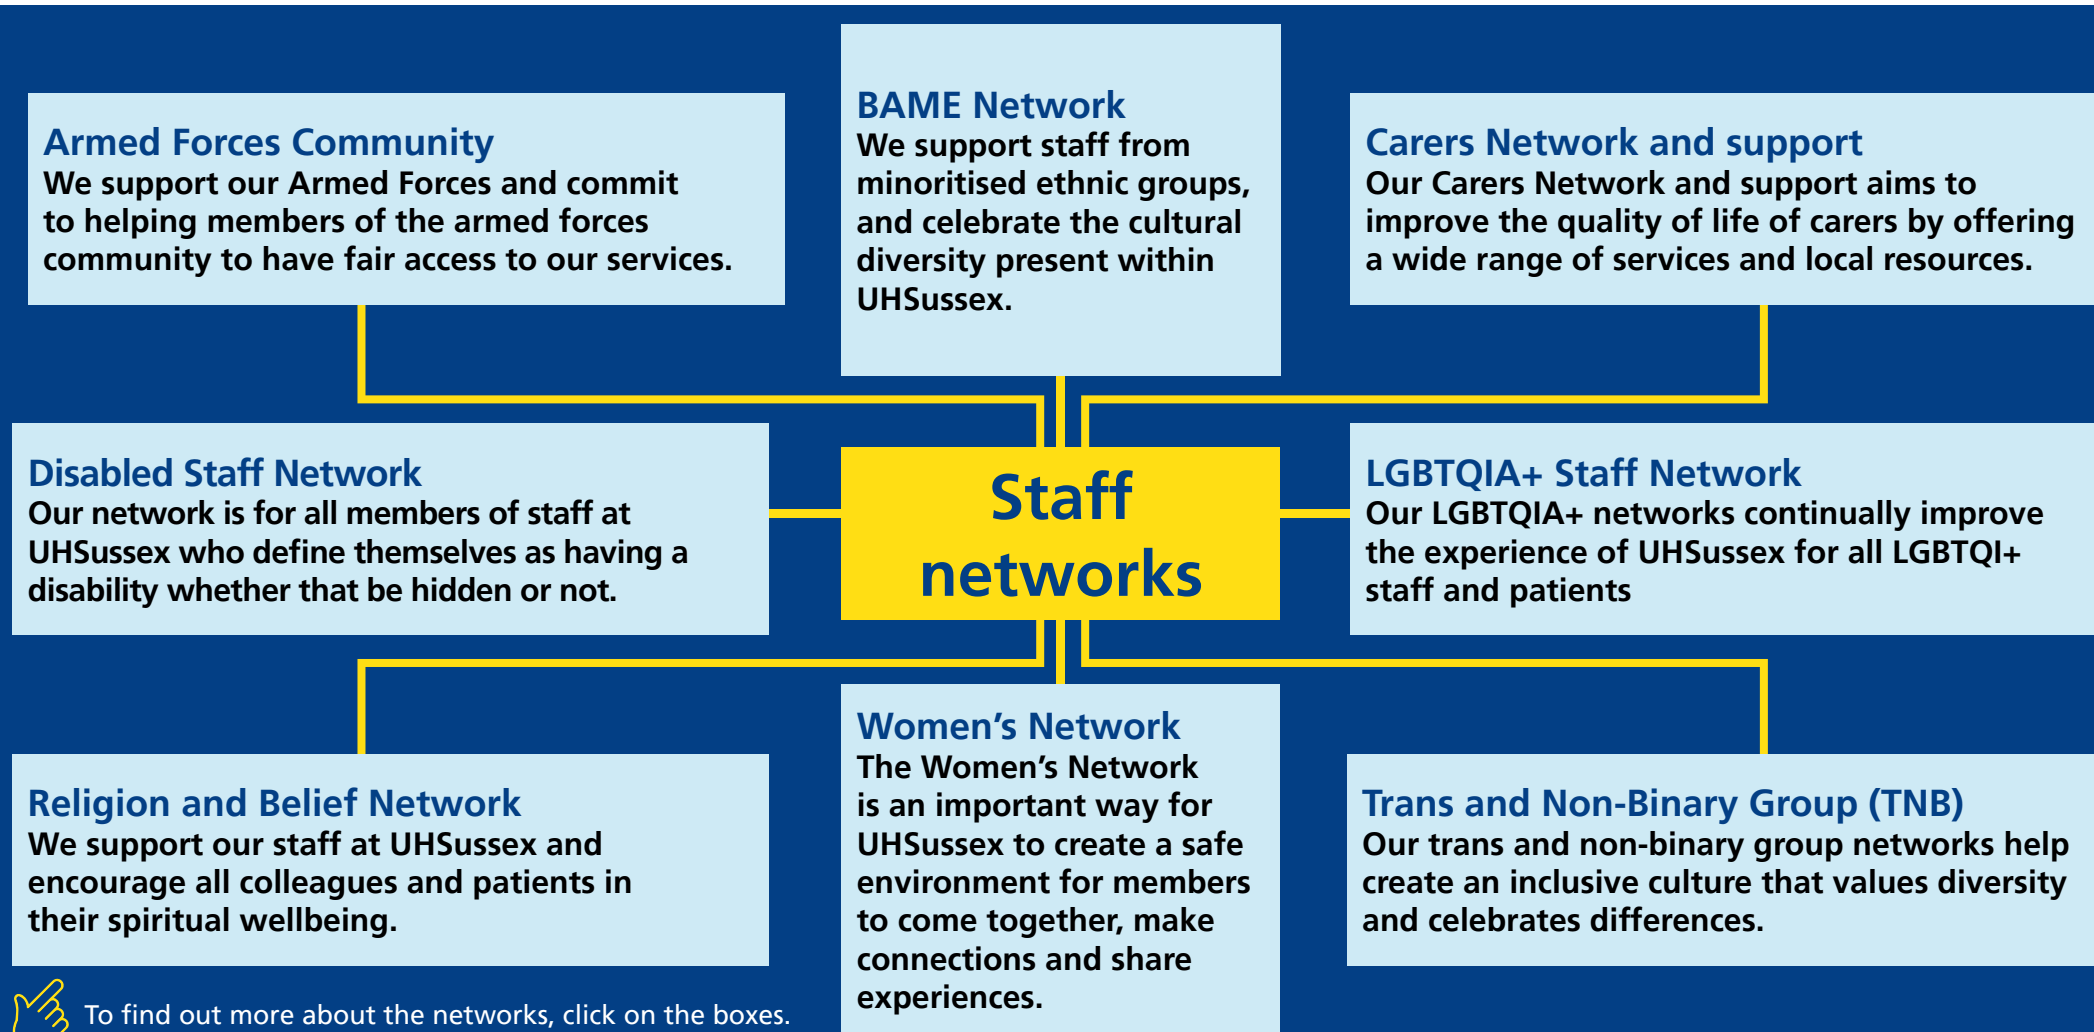 Armed Forces Community
We support our Armed Forces and commit
to helping members of the armed forces
community to have fair access to our services.
BAME Network
We support staff from
minoritised ethnic groups,
and celebrate the cultural
diversity present within
UHSussex.
Carers Network and support
Our Carers Network and support aims to
improve the quality of life of carers by offering
a wide range of services and local resources.
Disabled Staff Network
Our network is for all members of staff at
UHSussex who define themselves as having a
disability whether that be hidden or not.
Staff
networks
LGBTQIA+ Staff Network
Our LGBTQIA+ networks continually improve
the experience of UHSussex for all LGBTQI+
staff and patients
Religion and Belief Network
We support our staff at UHSussex and
encourage all colleagues and patients in
their spiritual wellbeing.
Women’s Network
The Women’s Network
is an important way for
UHSussex to create a safe
environment for members
to come together, make
connections and share
experiences.
Trans and Non-Binary Group (TNB)
Our trans and non-binary group networks help
create an inclusive culture that values diversity
and celebrates differences.
To find out more about the networks, click on the boxes.